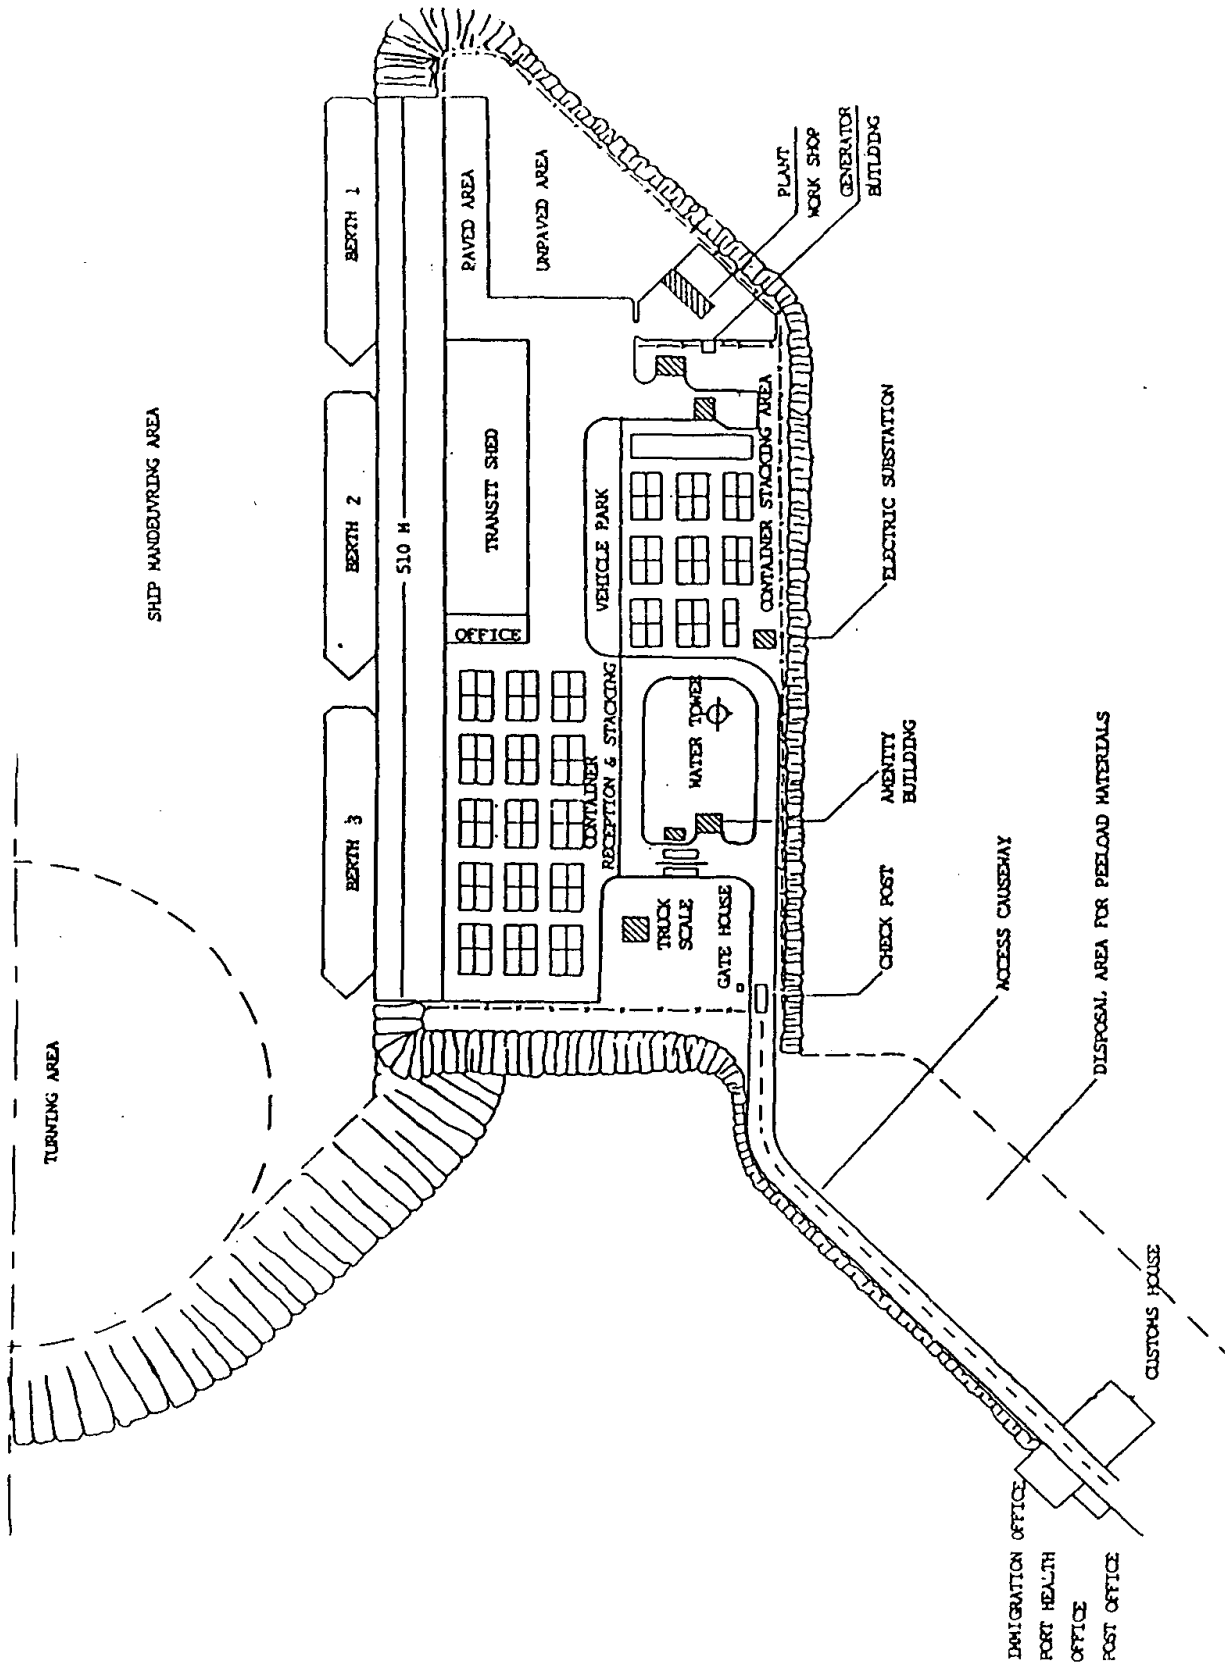 SHIP MANOEUVRING AREA
TURNING AREA
BERTH 3
BERTH 2
BERTH 1
510 M
OFFICE
TRANSIT SHED
PAVED AREA
UNPAVED AREA
CONTAINER
RECEPTION & STACKING
VEHICLE PARK
TRUCK
SCALE
GATE HOUSE
WATER TOWER
CONTAINER STACKING AREA
PLANT
WORK SHOP
GENERATOR
BUILDING
CHECK POST
AMENITY
BUILDING
ELECTRIC SUBSTATION
ACCESS CAUSEWAY
DISPOSAL AREA FOR PEELOAD MATERIALS
IMMIGRATION OFFICE
PORT HEALTH
OFFICE
POST OFFICE
CUSTOMS HOUSE